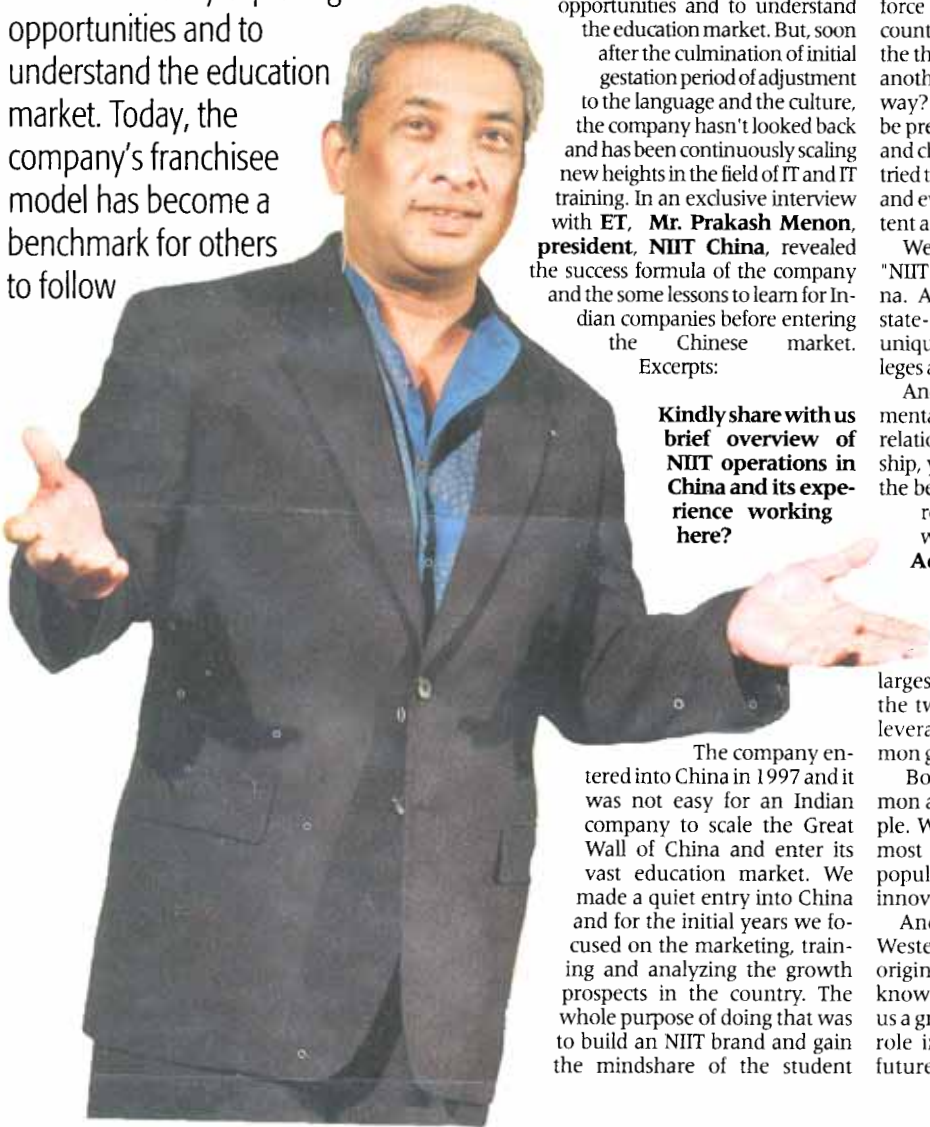 opportunities and to
understand the education
market. Today, the
company's franchisee
model has become a
benchmark for others
to follow
opportunities and to understand
the education market. But, soon
after the culmination of initial
gestation period of adjustment
to the language and the culture,
the company hasn't looked back
and has been continuously scaling
new heights in the field of IT and IT
training. In an exclusive interview
with ET, Mr. Prakash Menon,
president, NIIT China, revealed
the success formula of the company
and the some lessons to learn for In-
dian companies before entering
the Chinese market.
Excerpts:
Kindly share with us
brief overview of
NIIT operations in
China and its expe-
rience working
here?
The company en-
tered into China in 1997 and it
was not easy for an Indian
company to scale the Great
Wall of China and enter its
vast education market. We
made a quiet entry into China
and for the initial years we fo-
cused on the marketing, train-
ing and analyzing the growth
prospects in the country. The
whole purpose of doing that was
to build an NIIT brand and gain
the mindshare of the student
force
count
the th
anoth
way?
be pre
and cl
tried t
and ev
tent a
We
"NIIT
na. A
state-
uniqu
leges a
An
menta
relatio
ship, y
the be
re
w
Ac
larges
the tw
levera
mon g
Bo
mon a
ple. W
most
popul
innov
And
Weste
origin
know
us a gr
role in
future